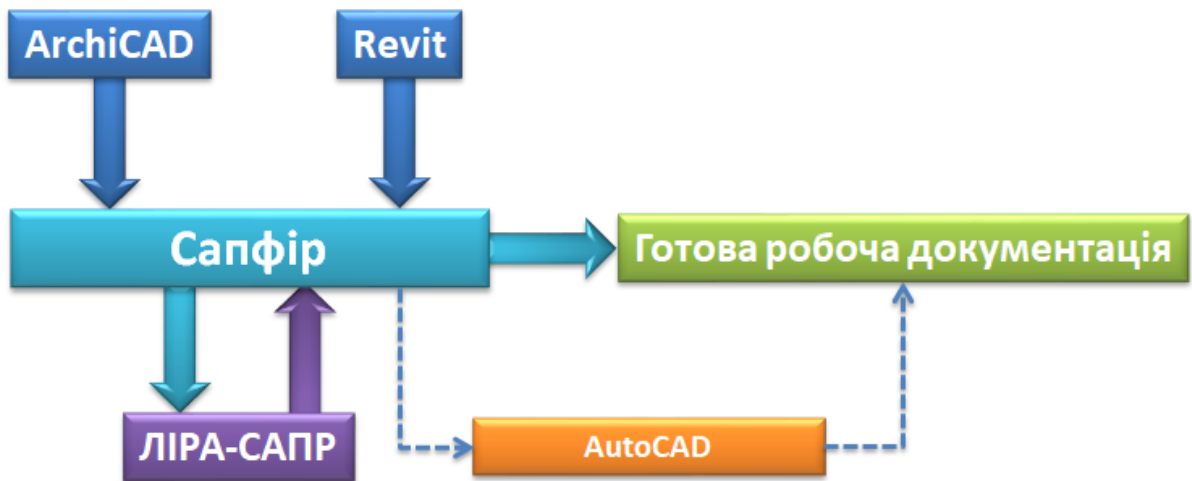 ArchiCAD
Revit
Сапфір
Готова робоча документація
ЛІРА-САПР
AutoCAD